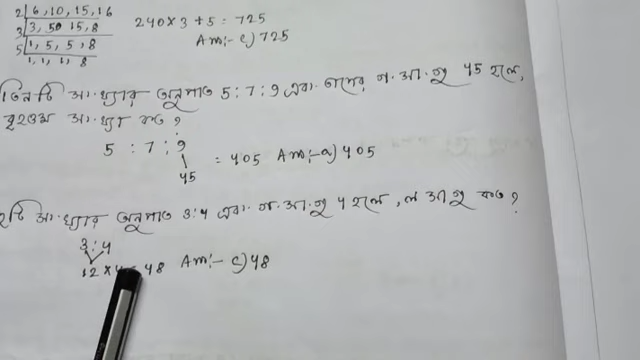 2|6, 10, 15, 16
3|3, 5, 15, 8
5|1, 5, 5, 8
1, 1, 1, 8
240×3 + 5 = 725
Ans:- c) 725
তিনটি সংখ্যার অনুপাত 5 : 7 : 9 এবং তাদের গ.সা.গু 45 হলে,
বৃহত্তম সংখ্যা কত ?
5 : 7 : 9
45
= 405 Ans:- a) 405
টি সংখ্যার অনুপাত 3:4 এবং গ.সা.গু 4 হলে, ল সা গু কত ?
3 : 4
12 × 4 = 48 Ans:- c) 48